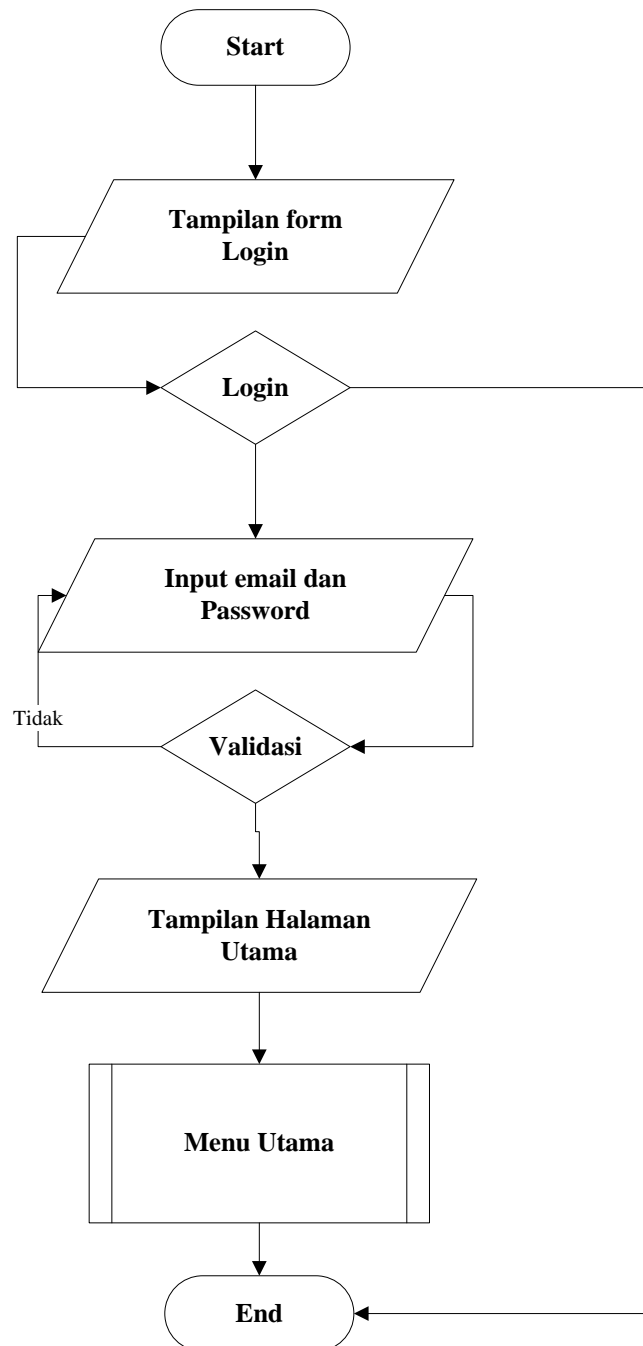 Start
Tampilan form
Login
Login
Input email dan
Password
Tidak
Validasi
Tampilan Halaman
Utama
Menu Utama
End